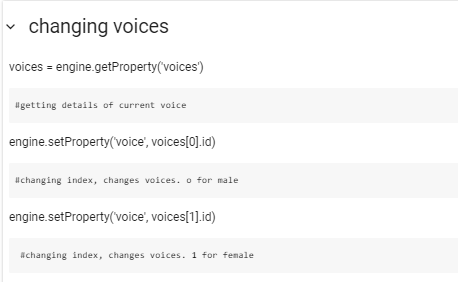 changing voices
voices = engine.getProperty('voices')
#getting details of current voice
engine.setProperty('voice', voices[0].id)
#changing index, changes voices. o for male
engine.setProperty('voice', voices[1].id)
#changing index, changes voices. 1 for female